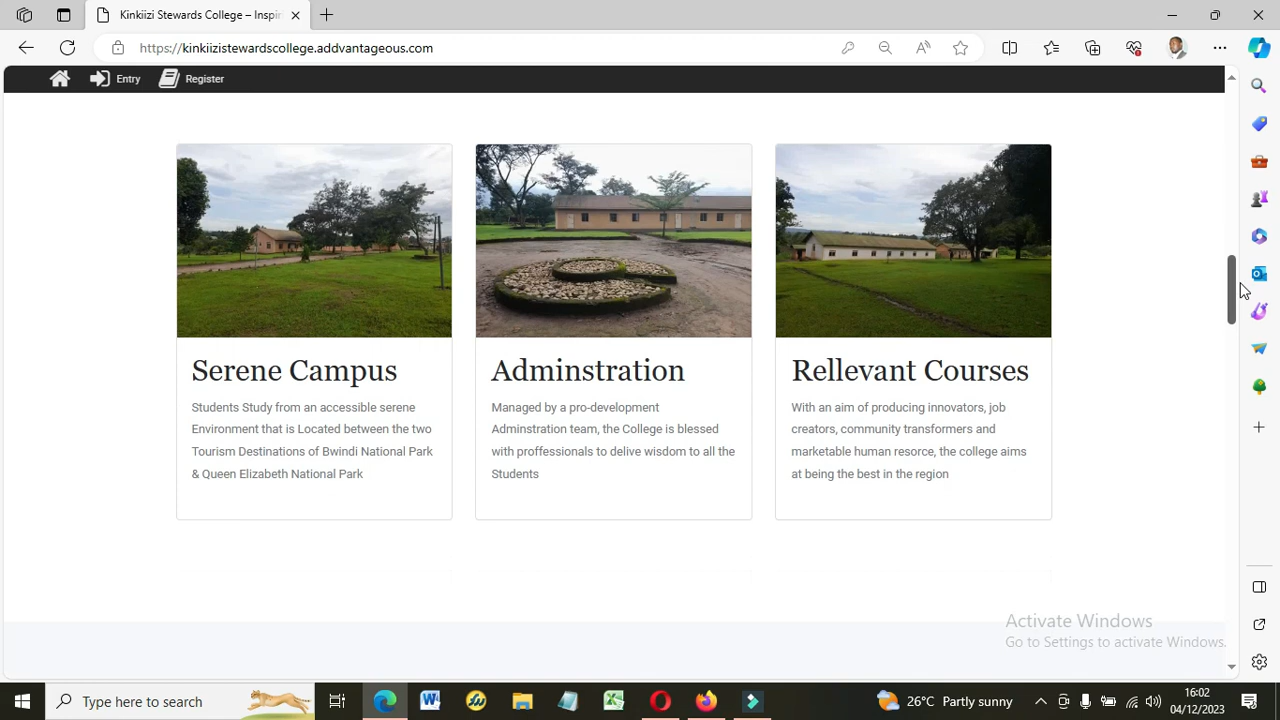 Kinkiizi Stewards College – Inspi
https://kinkiizistewardscollege.addvantageous.com
Entry
Register
Serene Campus
Students Study from an accessible serene
Environment that is Located between the two
Tourism Destinations of Bwindi National Park
& Queen Elizabeth National Park
Adminstration
Managed by a pro-development
Adminstration team, the College is blessed
with proffessionals to delive wisdom to all the
Students
Rellevant Courses
With an aim of producing innovators, job
creators, community transformers and
marketable human resorce, the college aims
at being the best in the region
Activate Windows
Go to Settings to activate Windows.
Type here to search
26°C Partly sunny
16:02
04/12/2023